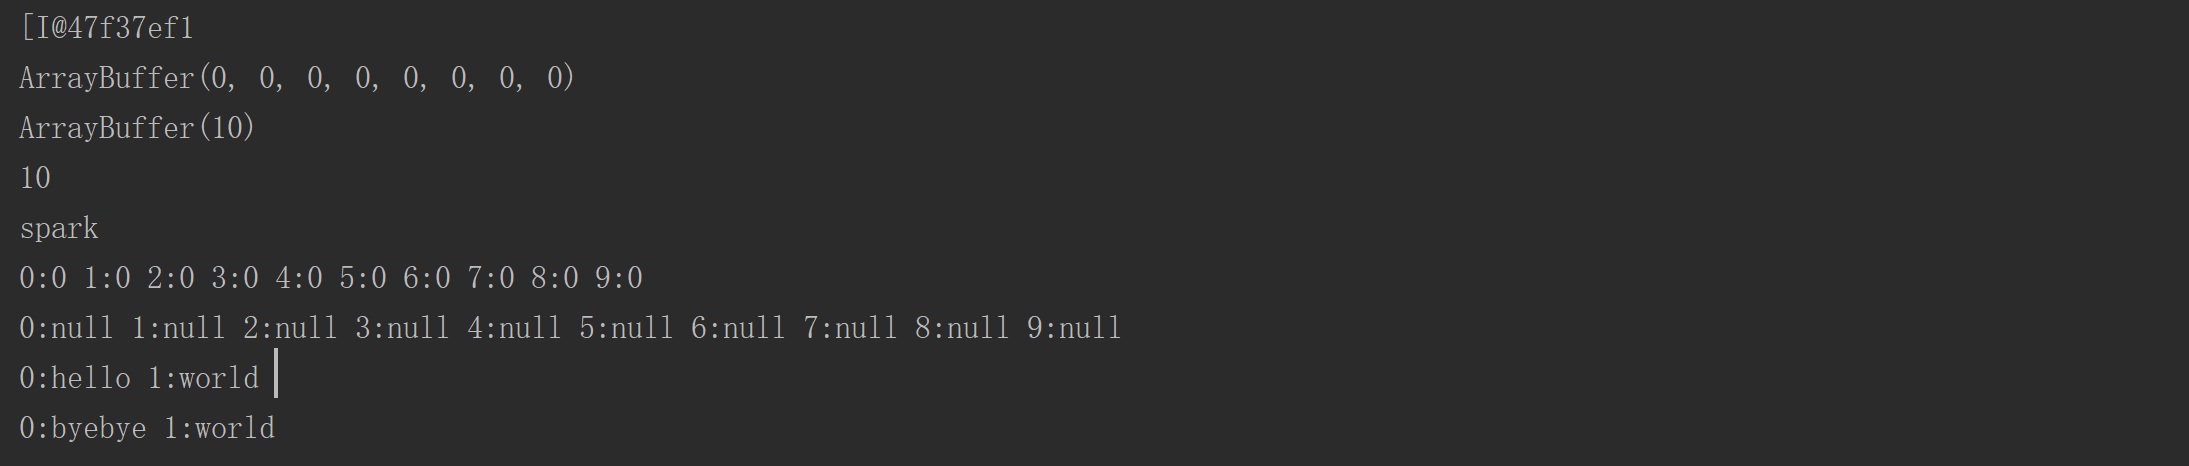 [I@47f37ef1
ArrayBuffer(0, 0, 0, 0, 0, 0, 0, 0)
ArrayBuffer(10)
10
spark
0:0 1:0 2:0 3:0 4:0 5:0 6:0 7:0 8:0 9:0
0:null 1:null 2:null 3:null 4:null 5:null 6:null 7:null 8:null 9:null
0:hello 1:world
0:byebye 1:world